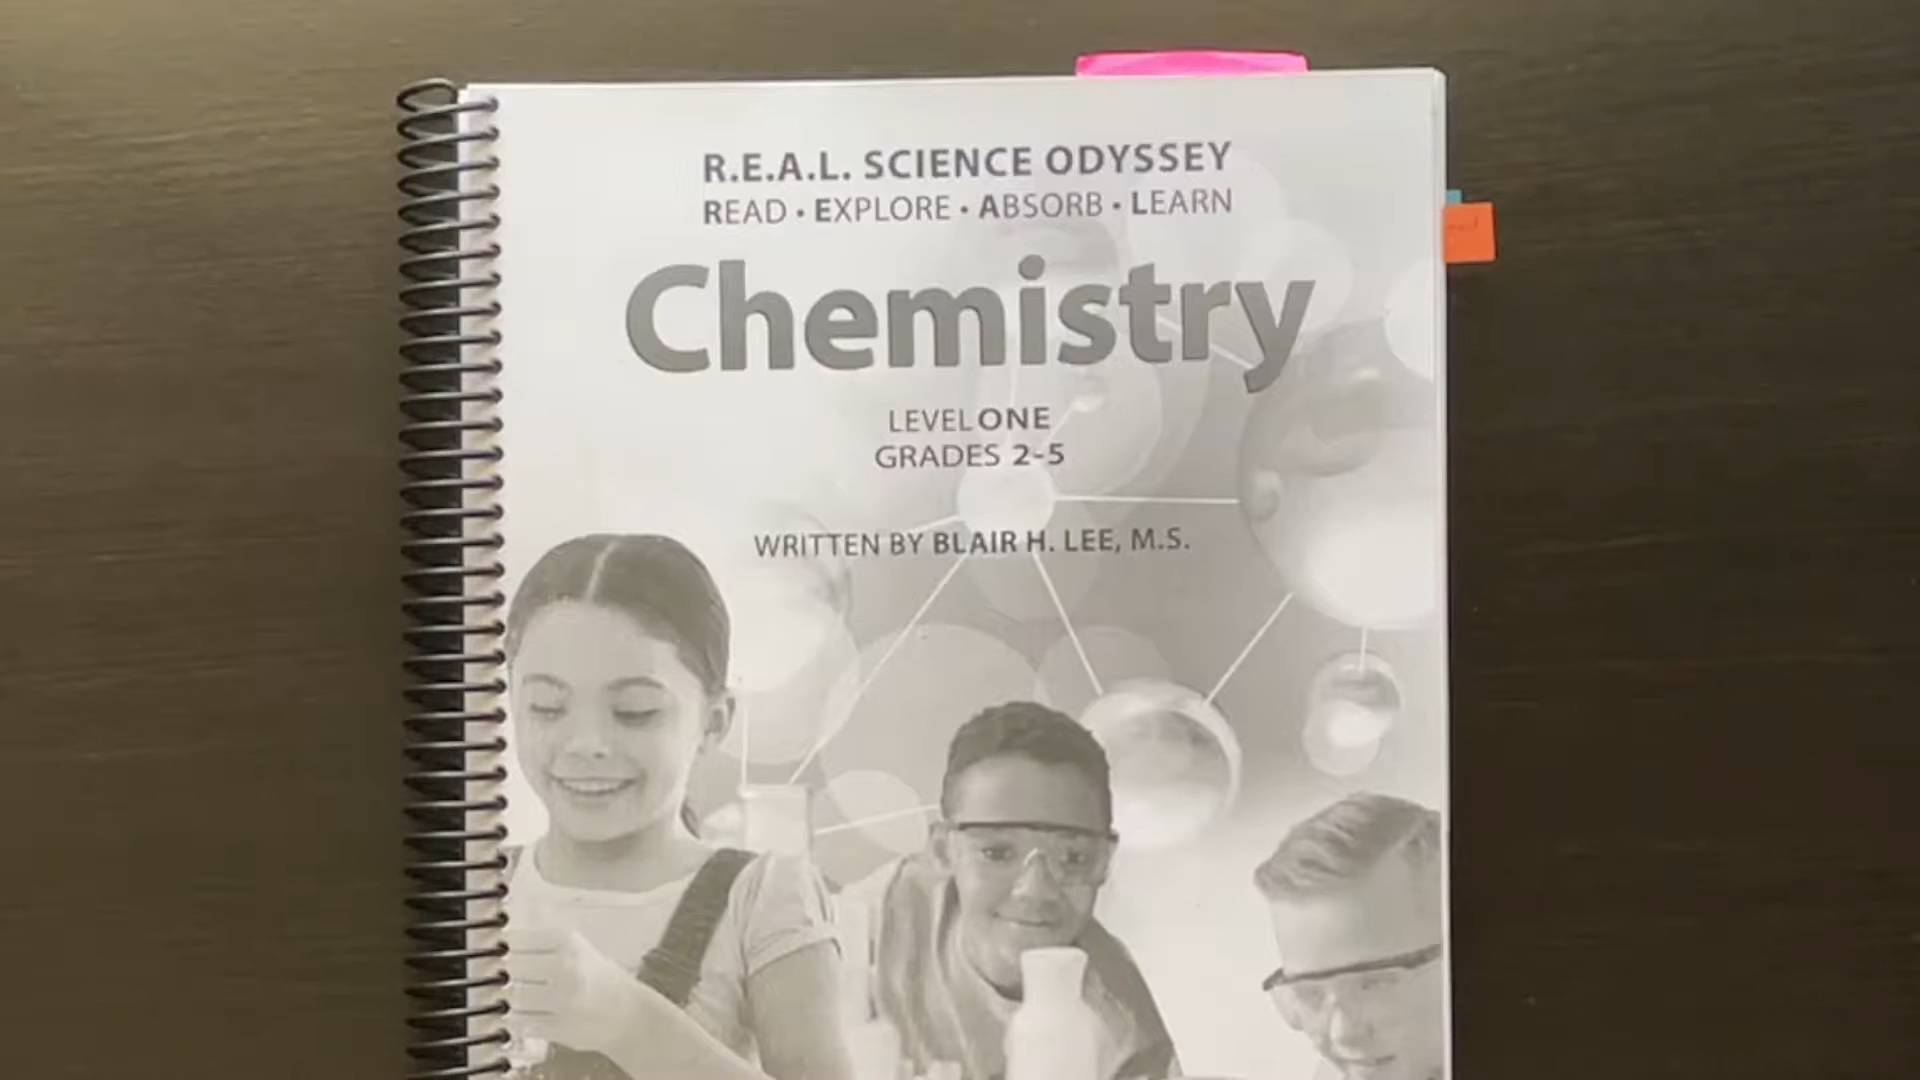 R.E.A.L. SCIENCE ODYSSEY
READ • EXPLORE • ABSORB • LEARN
Chemistry
LEVEL ONE
GRADES 2-5
WRITTEN BY BLAIR H. LEE, M.S.